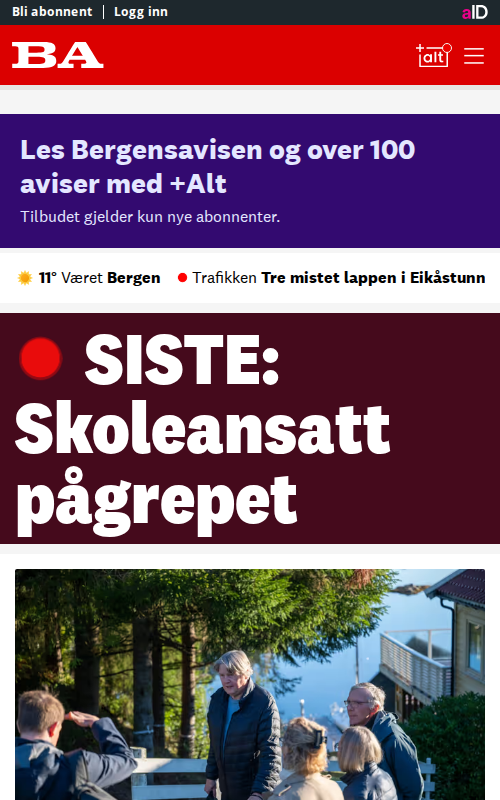 Bli abonnent
Logg inn
aID
BA
+alt
Les Bergensavisen og over 100
aviser med +Alt
Tilbudet gjelder kun nye abonnenter.
11° Været Bergen
Trafikken Tre mistet lappen i Eikåstunn
SISTE:
Skoleansatt
pågrepet